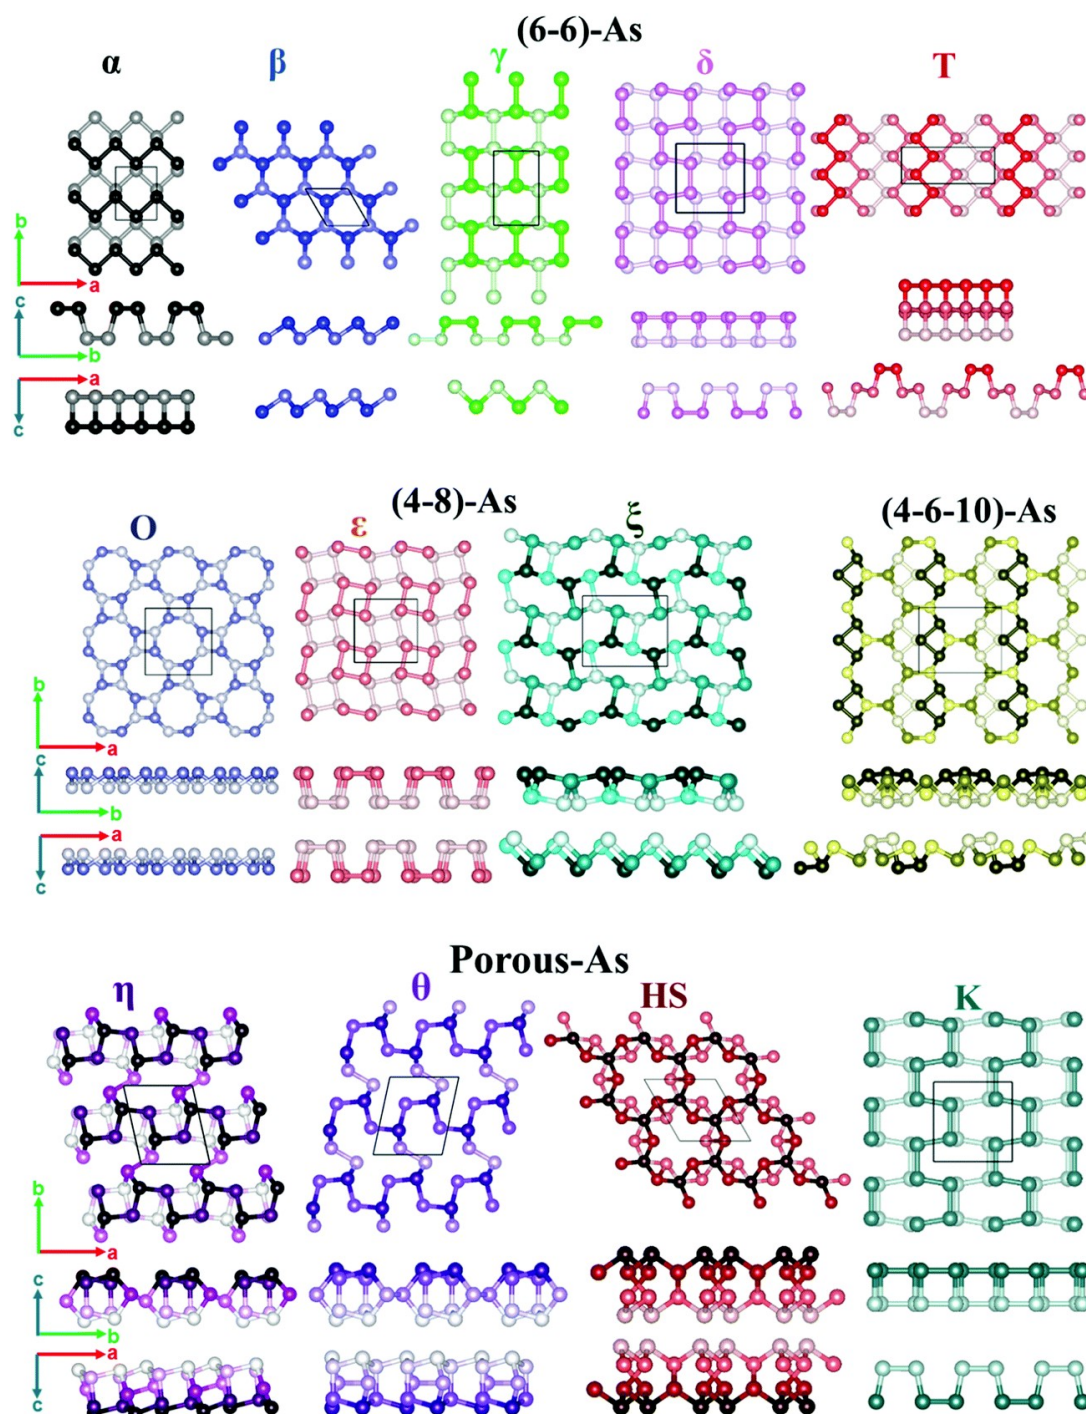 (6-6)-As
α β γ δ T
b
a
c
b
a
c
(4-8)-As
(4-6-10)-As
O ε ξ
b
a
c
b
a
c
Porous-As
η θ HS K
b
a
c
b
a
c